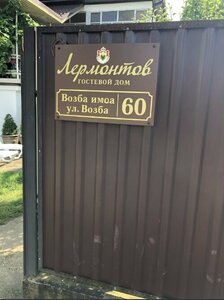 Лермонтов
ГОСТЕВОЙ ДОМ
Возба имоа
ул. Возба
60